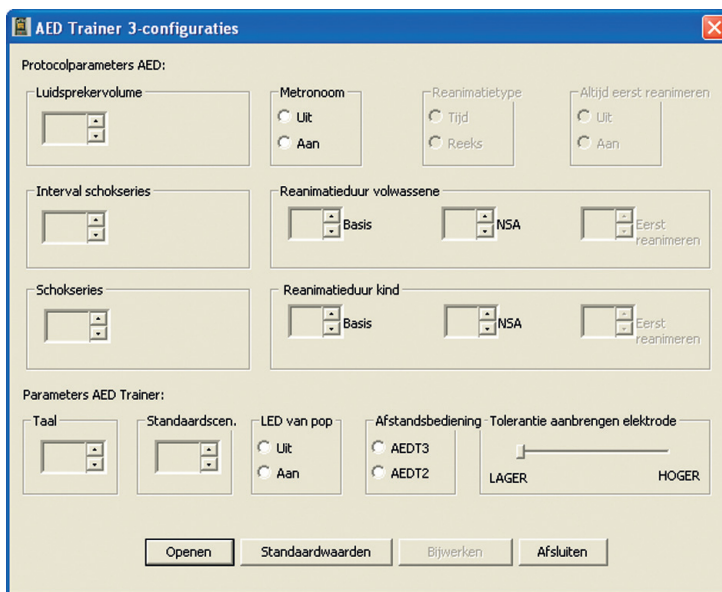 AED Trainer 3-configuraties
Protocolparameters AED:
Luidsprekervolume
Metronoom
Uit
Aan
Reanimatietype
Tijd
Reeks
Altijd eerst reanimeren
Uit
Aan
Interval schokseries
Reanimatieduur volwassene
Basis
NSA
Eerst
reanimeren
Schokseries
Reanimatieduur kind
Basis
NSA
Eerst
reanimeren
Parameters AED Trainer:
Taal
Standaardscen.
LED van pop
Uit
Aan
Afstandsbediening
AEDT3
AEDT2
Tolerantie aanbrengen elektrode
LAGER
HOGER
Openen
Standaardwaarden
Bijwerken
Afsluiten